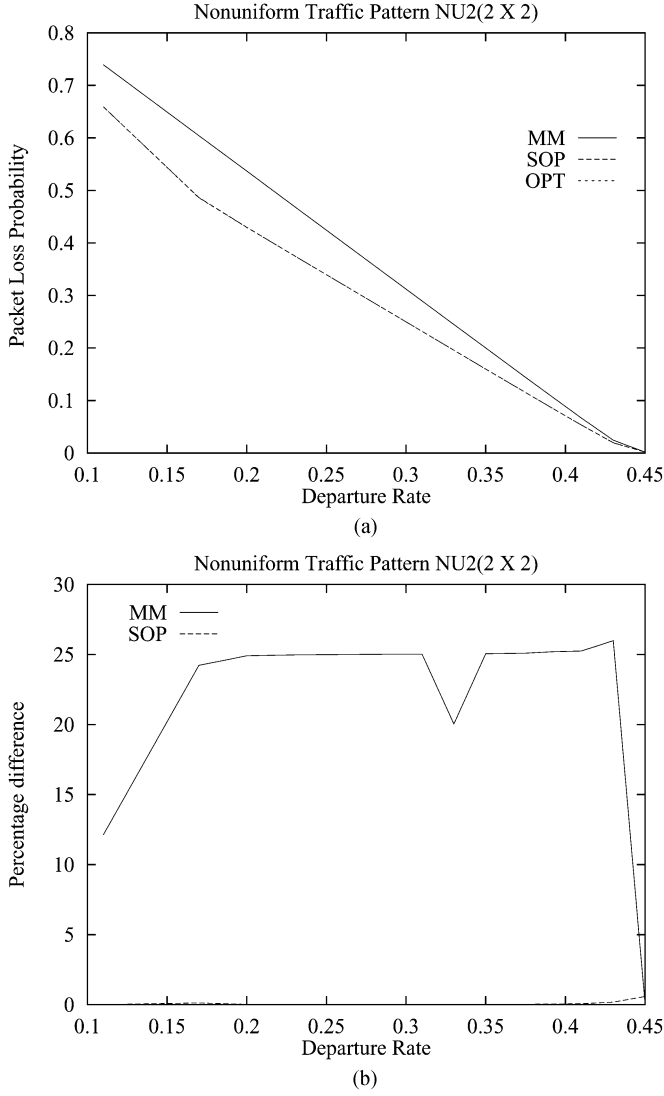 Nonuniform Traffic Pattern NU2(2 X 2)
0.8
0.7
0.6
0.5
0.4
0.3
0.2
0.1
0
Packet Loss Probability
MM
SOP
OPT
0.1 0.15 0.2 0.25 0.3 0.35 0.4 0.45
Departure Rate
(a)
Nonuniform Traffic Pattern NU2(2 X 2)
30
25
20
15
10
5
0
Percentage difference
MM
SOP
0.1 0.15 0.2 0.25 0.3 0.35 0.4 0.45
Departure Rate
(b)